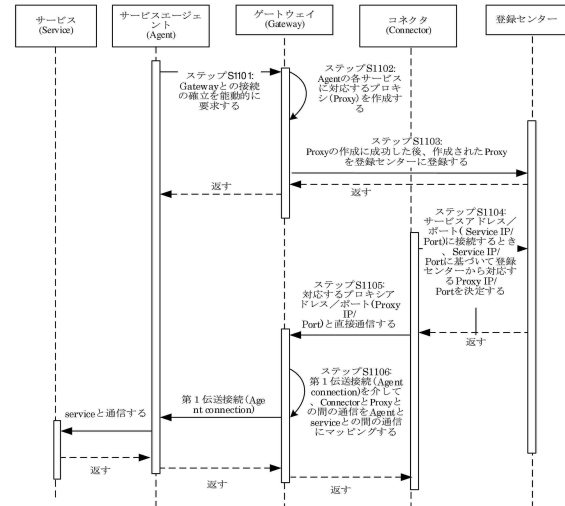 サービス
(Service)
サービスエージェ
ント
(Agent)
ゲートウェイ
(Gateway)
コネクタ
(Connector)
登録センター
ステップS1101:
Gatewayとの接続
の確立を能動的に
要求する
ステップS1102:
Agentの各サービス
に対応するプロキ
シ(Proxy)を作成す
る
ステップS1103:
Proxyの作成に成功した後、作成されたProxy
を登録センターに登録する
返す
返す
ステップS1104:
サービスアドレス／
ポート( Service IP/
Port)に接続するとき
、Service IP/
Portに基づいて登録
センターから対応す
るProxy IP/
Portを決定する
返す
ステップS1105:
対応するプロキシア
ドレス／ポート(Proxy
IP/
Port)と直接通信する
ステップS1106:
第１伝送接続(Agent
connection)を介して
、ConnectorとProxyと
の間の通信をAgentと
serviceとの間の通信
にマッピングする
第１伝送接続(Age
nt connection)
serviceと通信する
返す
返す
返す